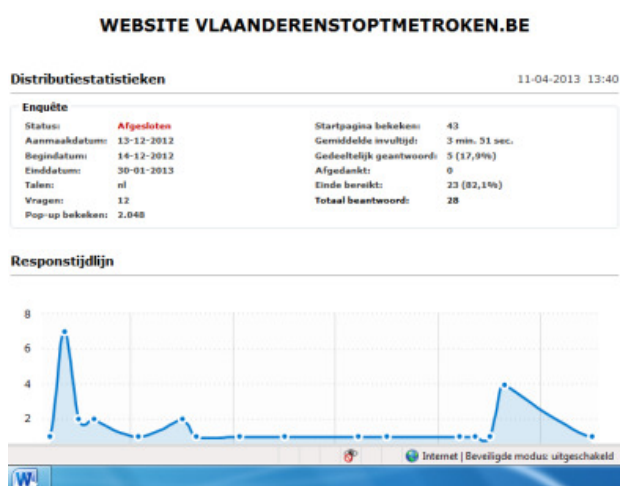 WEBSITE VLAANDERENSTOPTMETROKEN.BE
Distributiestatistieken 11-04-2013 13:40
Enquête
Status: Afgesloten Startpagina bekeken: 43
Aanmaakdatum: 13-12-2012 Gemiddelde invultijd: 3 min. 51 sec.
Begindatum: 14-12-2012 Gedeeltelijk geantwoord: 5 (17,9%)
Einddatum: 30-01-2013 Afgedankt: 0
Talen: nl Einde bereikt: 23 (82,1%)
Vragen: 12 Totaal beantwoord: 28
Pop-up bekeken: 2.048
Responstijdlijn
8
6
4
2
Internet | Beveiligde modus: uitgeschakeld
W